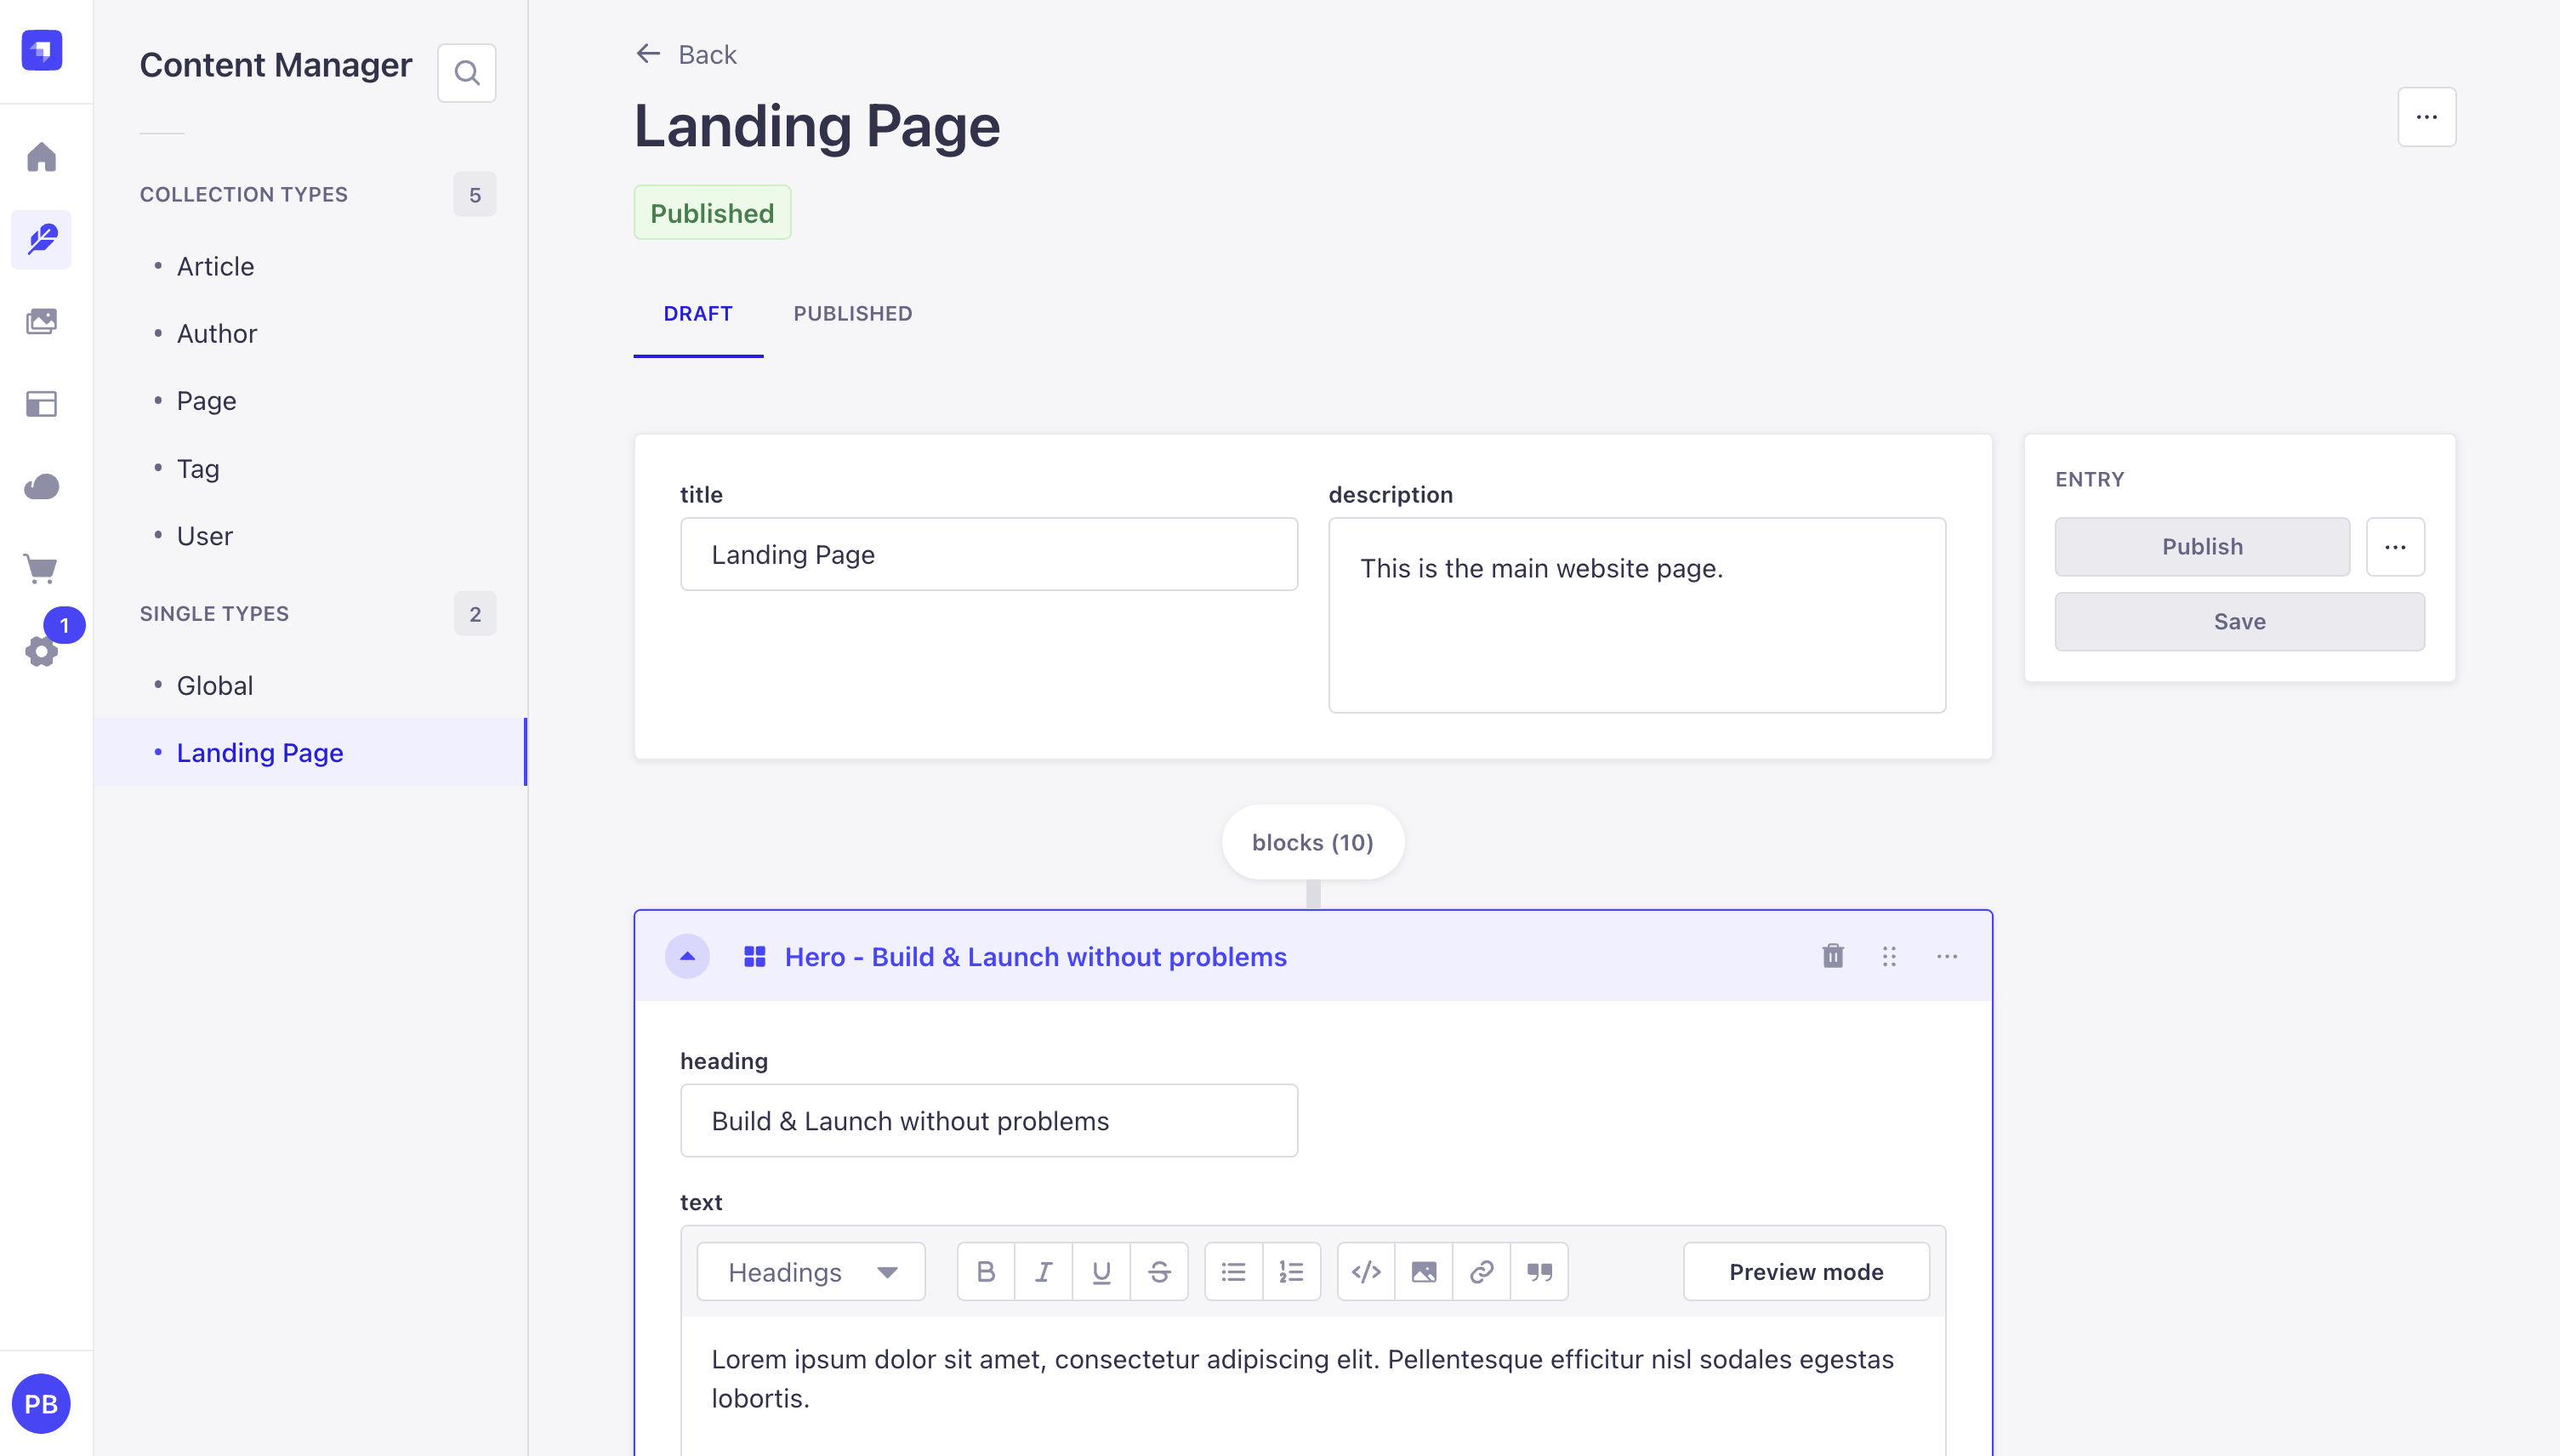 Content Manager
COLLECTION TYPES
5
Article
Author
Page
Tag
User
SINGLE TYPES
2
Global
Landing Page
1
PB
Back
Landing Page
Published
DRAFT
PUBLISHED
title
Landing Page
description
This is the main website page.
ENTRY
Publish
Save
blocks (10)
Hero - Build & Launch without problems
heading
Build & Launch without problems
text
Headings
Preview mode
Lorem ipsum dolor sit amet, consectetur adipiscing elit. Pellentesque efficitur nisl sodales egestas
lobortis.